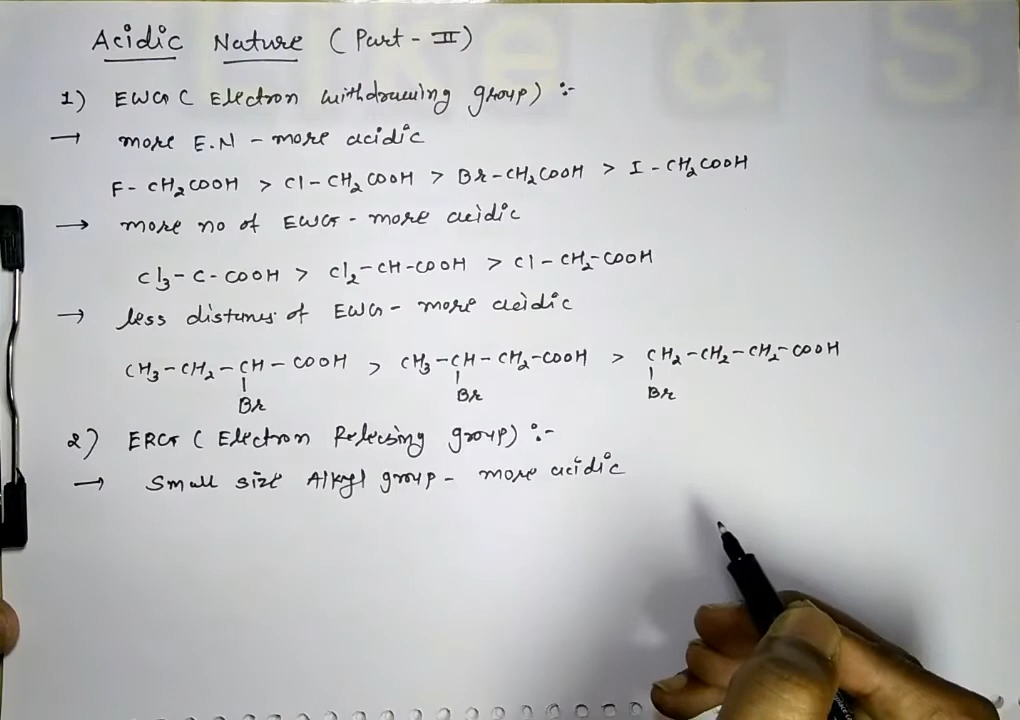 Acidic Nature (Part-II)
1) EWG (Electron withdrawing group) :-
→ more E.N - more acidic
F-CH₂COOH > Cl-CH₂COOH > Br-CH₂COOH > I-CH₂COOH
→ more no of EWG - more acidic
Cl₃-C-COOH > Cl₂-CH-COOH > Cl-CH₂-COOH
→ less distance of EWG - more acidic
CH₃-CH₂-CH-COOH > CH₃-CH-CH₂-COOH > CH₂-CH₂-CH₂-COOH
Br Br Br
2) ERG (Electron Releasing group) :-
→ Small size Alkyl group - more acidic